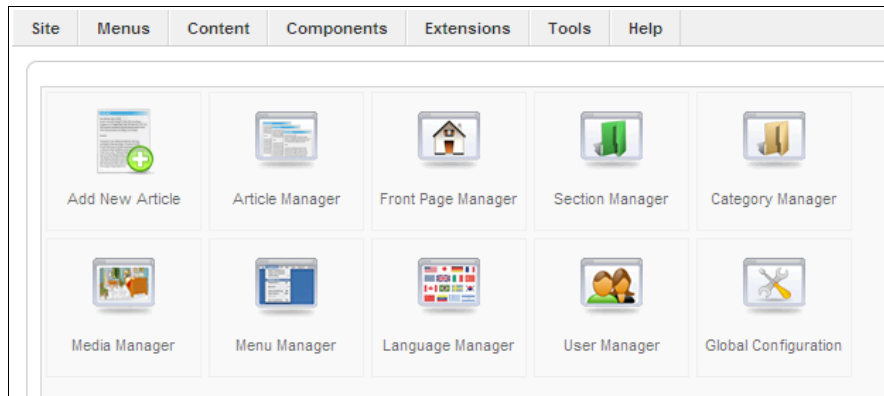 Site Menus Content Components Extensions Tools Help
Add New Article Article Manager Front Page Manager Section Manager Category Manager
Media Manager Menu Manager Language Manager User Manager Global Configuration